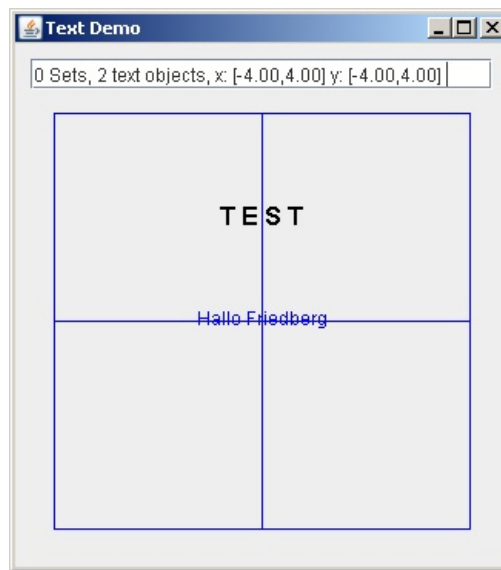 Text Demo
0 Sets, 2 text objects, x: [-4.00,4.00] y: [-4.00,4.00]
T E S T
Hallo Friedberg